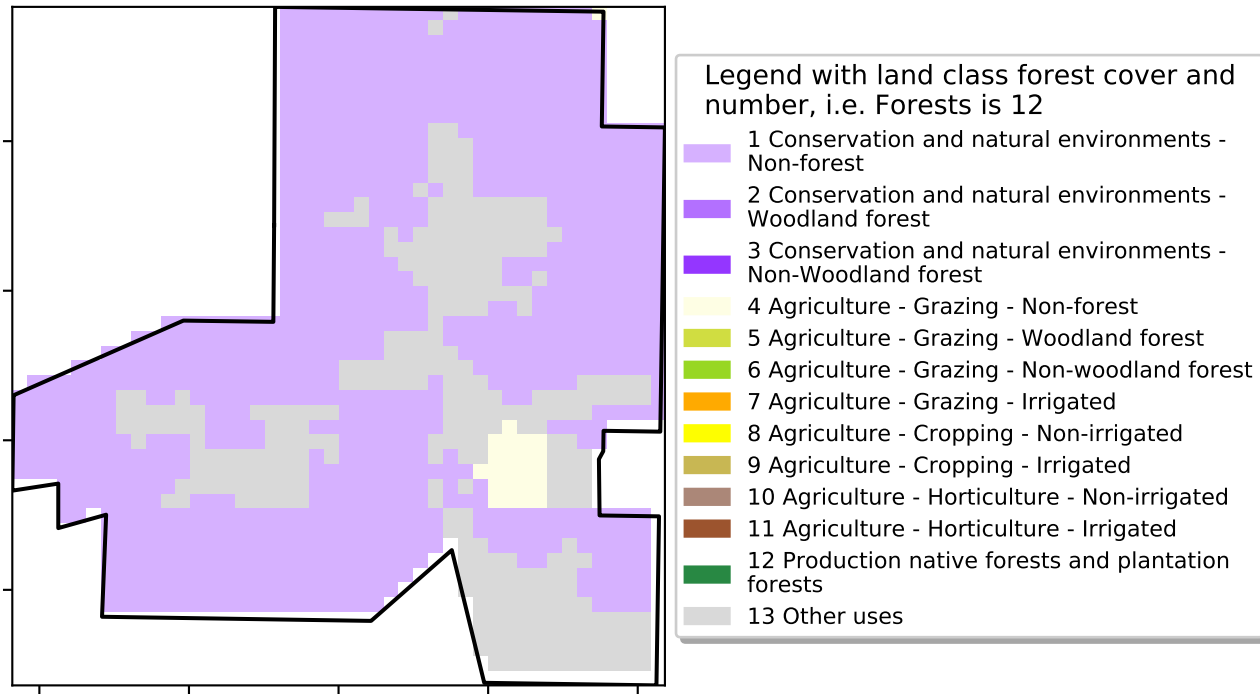 Legend with land class forest cover and
number, i.e. Forests is 12
1 Conservation and natural environments -
Non-forest
2 Conservation and natural environments -
Woodland forest
3 Conservation and natural environments -
Non-Woodland forest
4 Agriculture - Grazing - Non-forest
5 Agriculture - Grazing - Woodland forest
6 Agriculture - Grazing - Non-woodland forest
7 Agriculture - Grazing - Irrigated
8 Agriculture - Cropping - Non-irrigated
9 Agriculture - Cropping - Irrigated
10 Agriculture - Horticulture - Non-irrigated
11 Agriculture - Horticulture - Irrigated
12 Production native forests and plantation
forests
13 Other uses